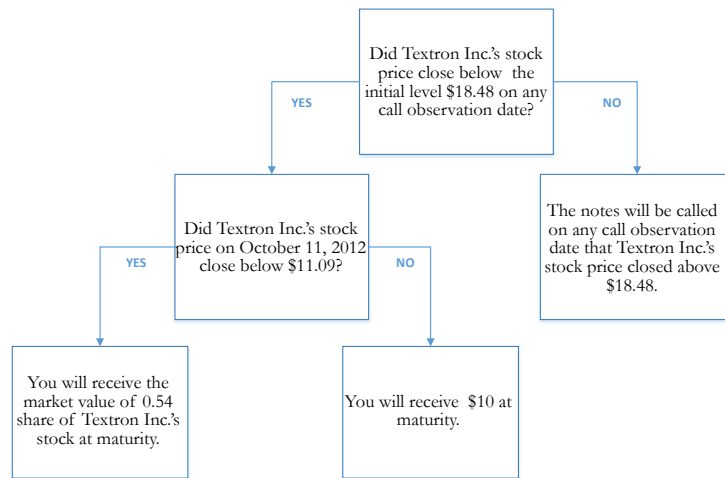 Did Textron Inc.'s stock
price close below the
initial level $18.48 on any
call observation date?
YES
NO
Did Textron Inc.'s stock
price on October 11, 2012
close below $11.09?
The notes will be called
on any call observation
date that Textron Inc.'s
stock price closed above
$18.48.
YES
NO
You will receive the
market value of 0.54
share of Textron Inc.'s
stock at maturity.
You will receive $10 at
maturity.